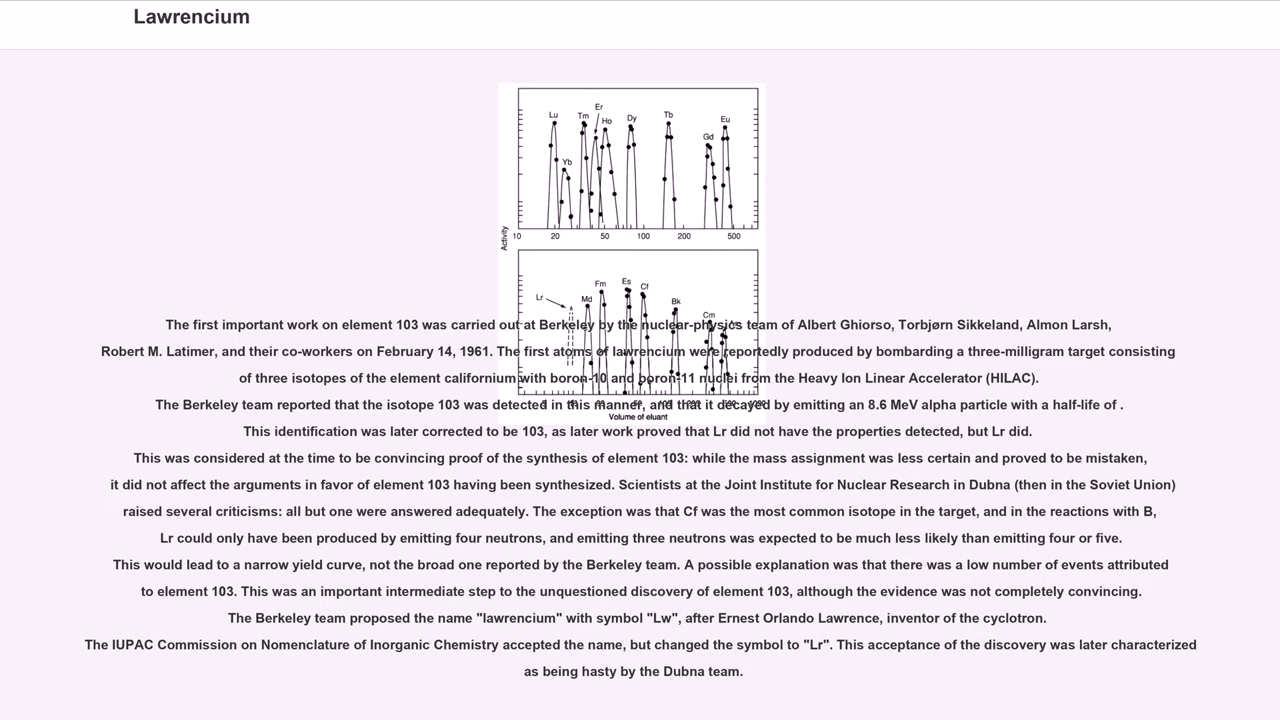 Lawrencium
Er
Lu
Tm
Ho
Dy
Tb
Eu
Gd
Yb
10 20 50 100 200 500
Activity
Es
Fm
Cf
Lr
Md
Bk
Cm
The first important work on element 103 was carried out at Berkeley by the nuclear-physics team of Albert Ghiorso, Torbjørn Sikkeland, Almon Larsh,
Robert M. Latimer, and their co-workers on February 14, 1961. The first atoms of lawrencium were reportedly produced by bombarding a three-milligram target consisting
of three isotopes of the element californium with boron-10 and boron-11 nuclei from the Heavy Ion Linear Accelerator (HILAC).
The Berkeley team reported that the isotope 103 was detected in this manner, and that it decayed by emitting an 8.6 MeV alpha particle with a half-life of .
Volume of eluant
This identification was later corrected to be 103, as later work proved that Lr did not have the properties detected, but Lr did.
This was considered at the time to be convincing proof of the synthesis of element 103: while the mass assignment was less certain and proved to be mistaken,
it did not affect the arguments in favor of element 103 having been synthesized. Scientists at the Joint Institute for Nuclear Research in Dubna (then in the Soviet Union)
raised several criticisms: all but one were answered adequately. The exception was that Cf was the most common isotope in the target, and in the reactions with B,
Lr could only have been produced by emitting four neutrons, and emitting three neutrons was expected to be much less likely than emitting four or five.
This would lead to a narrow yield curve, not the broad one reported by the Berkeley team. A possible explanation was that there was a low number of events attributed
to element 103. This was an important intermediate step to the unquestioned discovery of element 103, although the evidence was not completely convincing.
The Berkeley team proposed the name "lawrencium" with symbol "Lw", after Ernest Orlando Lawrence, inventor of the cyclotron.
The IUPAC Commission on Nomenclature of Inorganic Chemistry accepted the name, but changed the symbol to "Lr". This acceptance of the discovery was later characterized
as being hasty by the Dubna team.